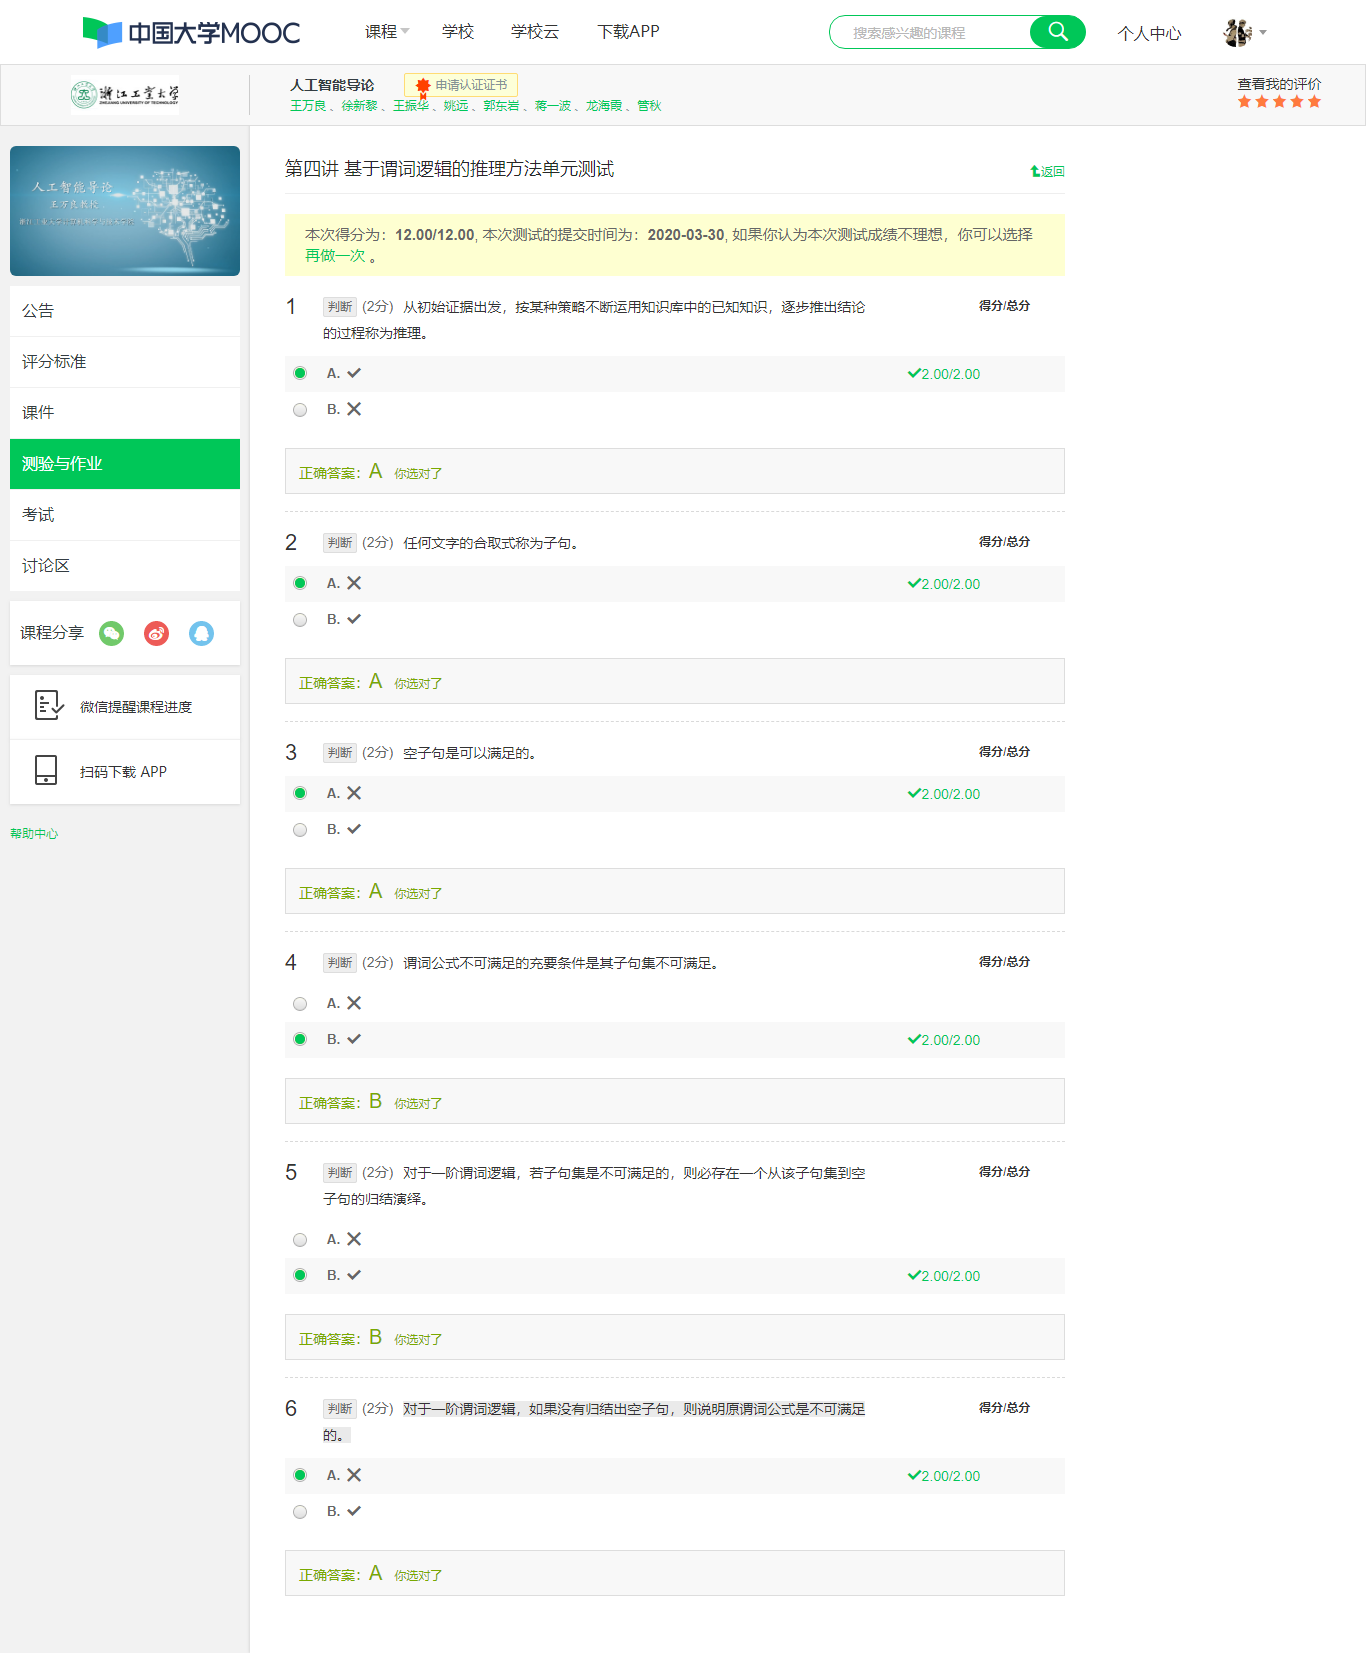 中国大学MOOC
课程
学校
学校云
下载APP
搜索感兴趣的课程
个人中心
浙江工业大学
ZHEJIANG UNIVERSITY OF TECHNOLOGY
人工智能导论
申请认证证书
王万良 、徐新黎 、王振华 、姚远 、郭东岩 、蒋一波 、龙海霞 、管秋
查看我的评价
人工智能导论
王万良教授
公告
评分标准
课件
测验与作业
考试
讨论区
课程分享
微信提醒课程进度
扫码下载 APP
帮助中心
第四讲 基于谓词逻辑的推理方法单元测试
返回
本次得分为：12.00/12.00, 本次测试的提交时间为：2020-03-30, 如果你认为本次测试成绩不理想，你可以选择
再做一次 。
1 判断 (2分) 从初始证据出发，按某种策略不断运用知识库中的已知知识，逐步推出结论
的过程称为推理。
得分/总分
A. ✔ 2.00/2.00
B. ✕
正确答案：A 你选对了
2 判断 (2分) 任何文字的合取式称为子句。
得分/总分
A. ✕ 2.00/2.00
B. ✔
正确答案：A 你选对了
3 判断 (2分) 空子句是可以满足的。
得分/总分
A. ✕ 2.00/2.00
B. ✔
正确答案：A 你选对了
4 判断 (2分) 谓词公式不可满足的充要条件是其子句集不可满足。
得分/总分
A. ✕
B. ✔ 2.00/2.00
正确答案：B 你选对了
5 判断 (2分) 对于一阶谓词逻辑，若子句集是不可满足的，则必存在一个从该子句集到空
子句的归结演绎。
得分/总分
A. ✕
B. ✔ 2.00/2.00
正确答案：B 你选对了
6 判断 (2分) 对于一阶谓词逻辑，如果没有归结出空子句，则说明原谓词公式是不可满足
的。
得分/总分
A. ✕ 2.00/2.00
B. ✔
正确答案：A 你选对了